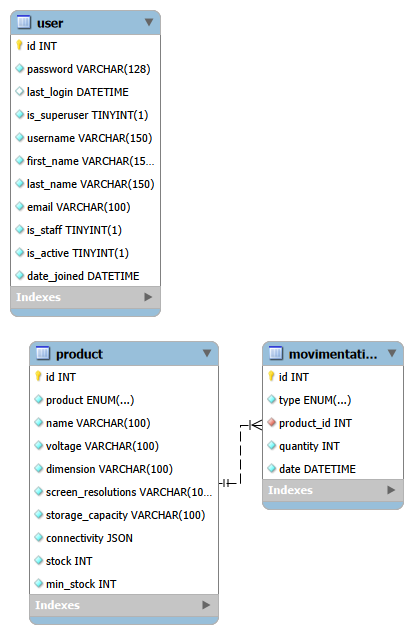 user
id INT
password VARCHAR(128)
last_login DATETIME
is_superuser TINYINT(1)
username VARCHAR(150)
first_name VARCHAR(15...
last_name VARCHAR(150)
email VARCHAR(100)
is_staff TINYINT(1)
is_active TINYINT(1)
date_joined DATETIME
Indexes
product
id INT
product ENUM(...)
name VARCHAR(100)
voltage VARCHAR(100)
dimension VARCHAR(100)
screen_resolutions VARCHAR(10...
storage_capacity VARCHAR(100)
connectivity JSON
stock INT
min_stock INT
Indexes
movimentati...
id INT
type ENUM(...)
product_id INT
quantity INT
date DATETIME
Indexes